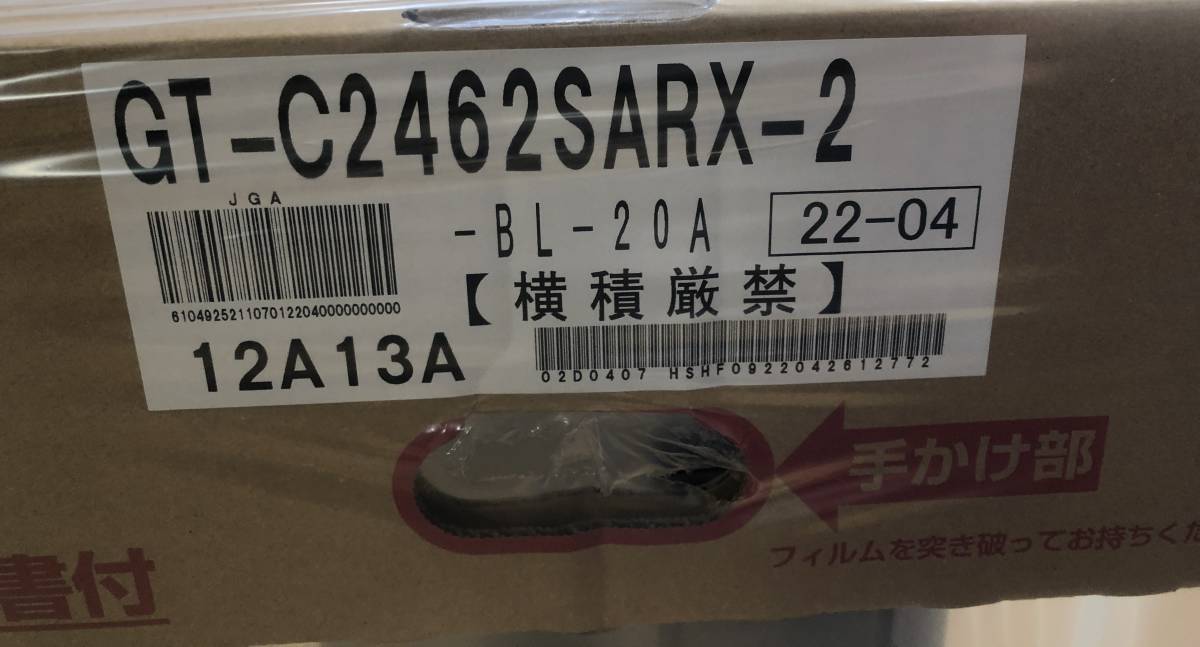 GT-C2462SARX-2
JGA
-BL-20A 22-04
6104925211070122040000000000
【横積厳禁】
12A13A
02D0407 HSHF0922042612772
手かけ部
フィルムを突き破ってお持ちくだ
書付